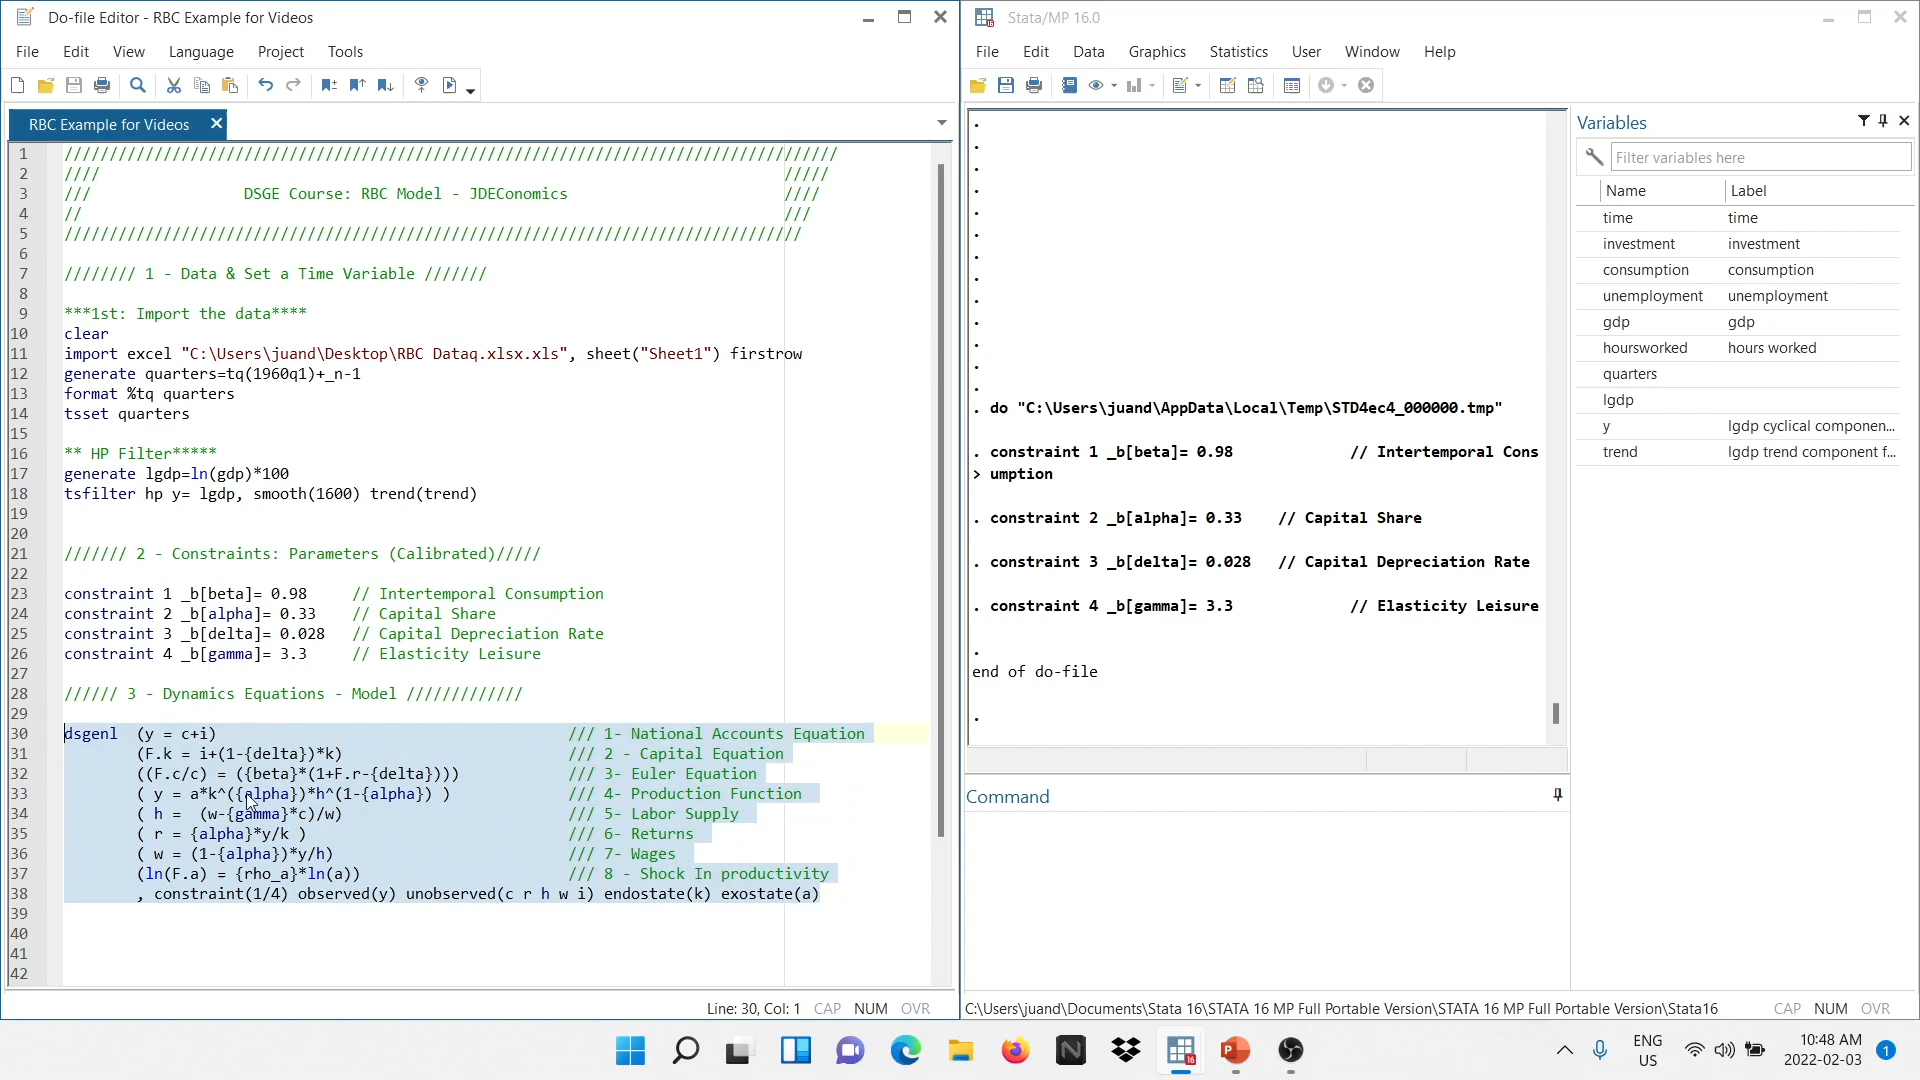 Do-file Editor - RBC Example for Videos
File Edit View Language Project Tools
RBC Example for Videos
1 //////////////////////////////////////////////////////////////////////////////////////
2 //// /////
3 /// DSGE Course: RBC Model - JDEConomics ////
4 // ///
5 //////////////////////////////////////////////////////////////////////////////////
6
7 //////// 1 - Data & Set a Time Variable ///////
8
9 ***1st: Import the data****
10 clear
11 import excel "C:\Users\juand\Desktop\RBC Dataq.xlsx.xls", sheet("Sheet1") firstrow
12 generate quarters=tq(1960q1)+_n-1
13 format %tq quarters
14 tsset quarters
15
16 ** HP Filter*****
17 generate lgdp=ln(gdp)*100
18 tsfilter hp y= lgdp, smooth(1600) trend(trend)
19
20
21 /////// 2 - Constraints: Parameters (Calibrated)/////
22
23 constraint 1 _b[beta]= 0.98 // Intertemporal Consumption
24 constraint 2 _b[alpha]= 0.33 // Capital Share
25 constraint 3 _b[delta]= 0.028 // Capital Depreciation Rate
26 constraint 4 _b[gamma]= 3.3 // Elasticity Leisure
27
28 ////// 3 - Dynamics Equations - Model /////////////
29
30 dsgenl (y = c+i) /// 1- National Accounts Equation
31 (F.k = i+(1-{delta})*k) /// 2 - Capital Equation
32 ((F.c/c) = ({beta}*(1+F.r-{delta}))) /// 3- Euler Equation
33 ( y = a*k^({alpha})*h^(1-{alpha}) ) /// 4- Production Function
34 ( h = (w-{gamma}*c)/w) /// 5- Labor Supply
35 ( r = {alpha}*y/k ) /// 6- Returns
36 ( w = (1-{alpha})*y/h) /// 7- Wages
37 (ln(F.a) = {rho_a}*ln(a)) /// 8 - Shock In productivity
38 , constraint(1/4) observed(y) unobserved(c r h w i) endostate(k) exostate(a)
39
40
41
42
Line: 30, Col: 1 CAP NUM OVR
Stata/MP 16.0
File Edit Data Graphics Statistics User Window Help
.
.
.
.
.
.
.
.
.
.
.
.
.
. do "C:\Users\juand\AppData\Local\Temp\STD4ec4_000000.tmp"
. constraint 1 _b[beta]= 0.98 // Intertemporal Cons
> umption
. constraint 2 _b[alpha]= 0.33 // Capital Share
. constraint 3 _b[delta]= 0.028 // Capital Depreciation Rate
. constraint 4 _b[gamma]= 3.3 // Elasticity Leisure
.
end of do-file
.
Command
Variables
Filter variables here
Name Label
time time
investment investment
consumption consumption
unemployment unemployment
gdp gdp
hoursworked hours worked
quarters
lgdp
y lgdp cyclical componen...
trend lgdp trend component f...
C:\Users\juand\Documents\Stata 16\STATA 16 MP Full Portable Version\STATA 16 MP Full Portable Version\Stata16 CAP NUM OVR
16
N
P
ENG
US
10:48 AM
2022-02-03
1